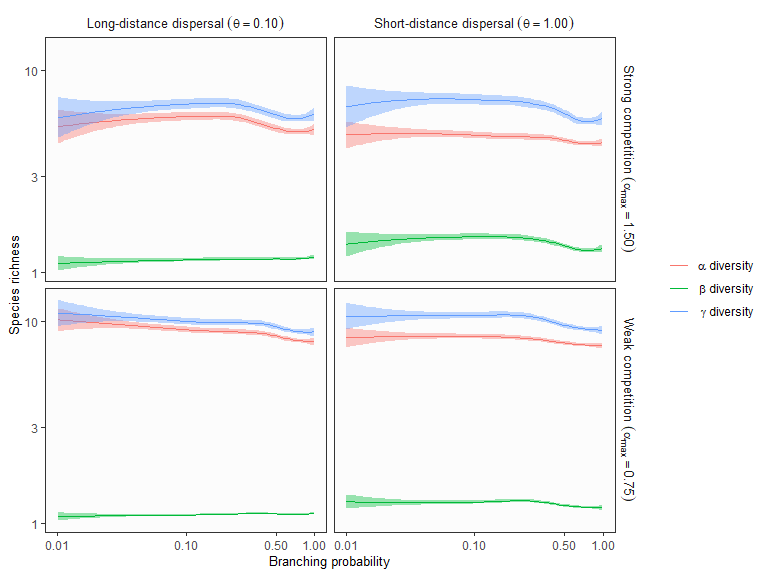 Long-distance dispersal (θ = 0.10)
Short-distance dispersal (θ = 1.00)
10
3
1
Strong competition (αmax = 1.50)
10
3
1
Weak competition (αmax = 0.75)
Species richness
0.01 0.10 0.50 1.00
0.01 0.10 0.50 1.00
Branching probability
α diversity
β diversity
γ diversity